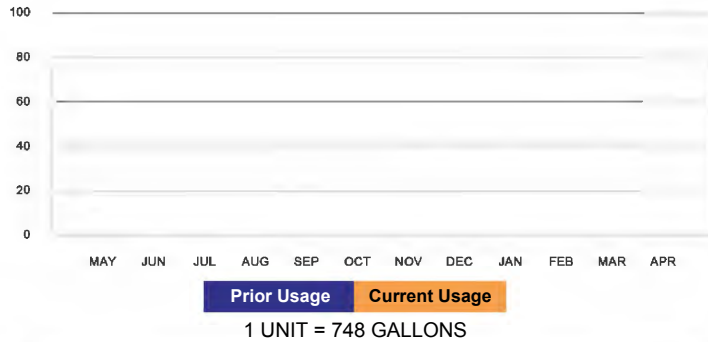 100
80
60
40
20
0
MAY JUN JUL AUG SEP OCT NOV DEC JAN FEB MAR APR
Prior Usage Current Usage
1 UNIT = 748 GALLONS